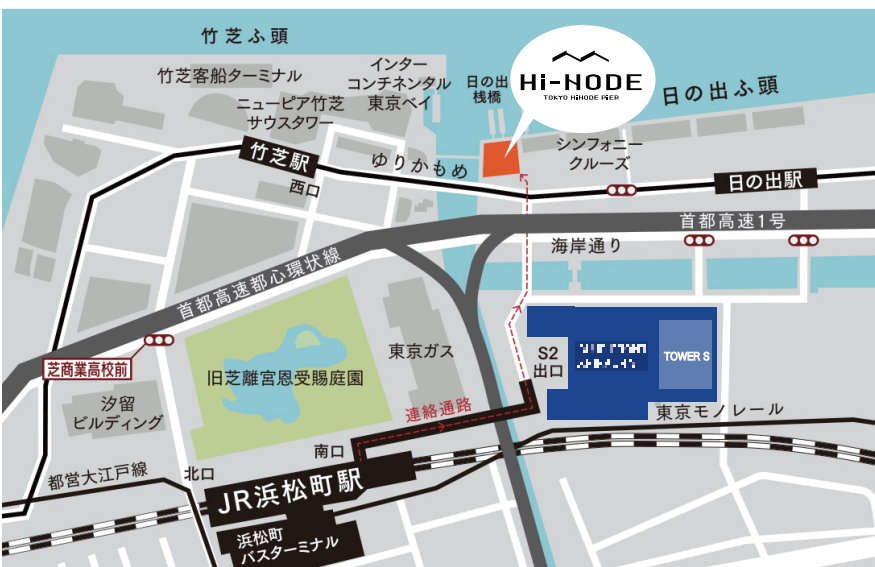 竹芝ふ頭
竹芝客船ターミナル
インター
コンチネンタル
東京ベイ
日の出
桟橋
Hi-NODE
TOKYO HiNODE PiER
日の出ふ頭
ニューピア竹芝
サウスタワー
シンフォニー
クルーズ
竹芝駅
ゆりかもめ
西口
日の出駅
首都高速1号
海岸通り
首都高速都心環状線
芝商業高校前
東京ガス
旧芝離宮恩受賜庭園
S2
出口
TOWER S
汐留
ビルディング
連絡通路
東京モノレール
南口
北口
都営大江戸線
JR浜松町駅
浜松町
バスターミナル